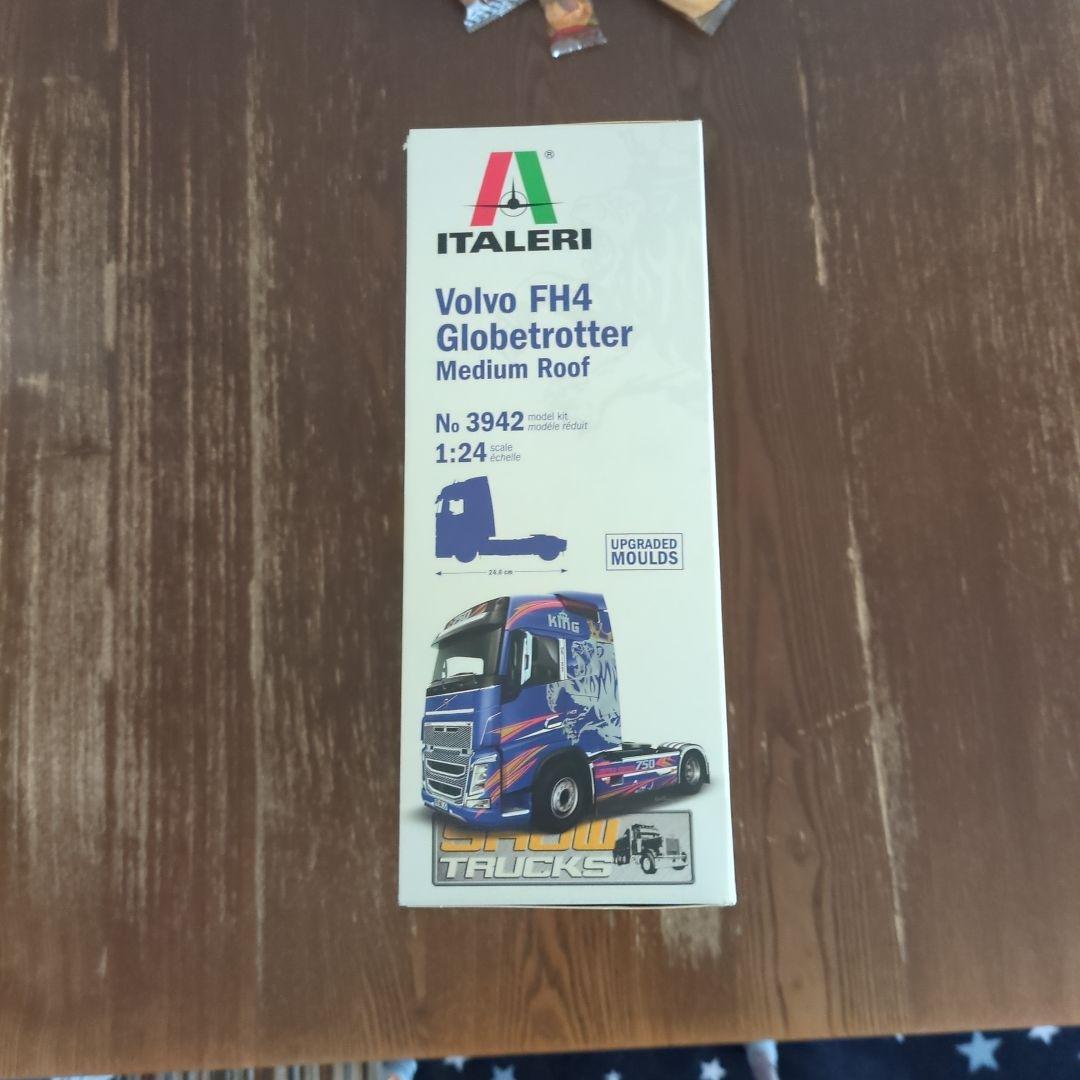 ®
ITALERI
Volvo FH4
Globetrotter
Medium Roof
No 3942 model kit
modèle réduit
1:24 scale
échelle
UPGRADED
MOULDS
24.6 cm
KING
750
SHOW
TRUCKS